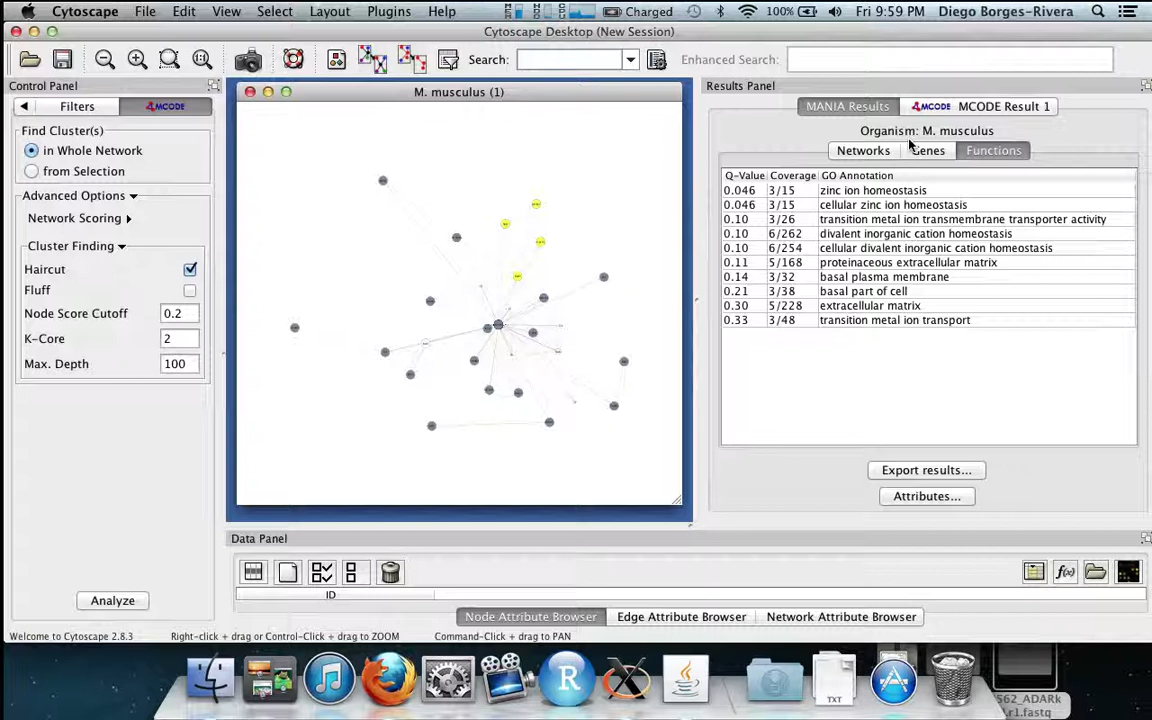 Cytoscape File Edit View Select Layout Plugins Help Charged 100% Fri 9:59 PM Diego Borges-Rivera
Cytoscape Desktop (New Session)
Search: Enhanced Search:
Control Panel
Filters MCODE
Find Cluster(s)
in Whole Network
from Selection
Advanced Options
Network Scoring
Cluster Finding
Haircut
Fluff
Node Score Cutoff 0.2
K-Core 2
Max. Depth 100
Analyze
M. musculus (1)
Results Panel
MANIA Results MCODE MCODE Result 1
Organism: M. musculus
Networks Genes Functions
Q-Value Coverage GO Annotation
0.046 3/15 zinc ion homeostasis
0.046 3/15 cellular zinc ion homeostasis
0.10 3/26 transition metal ion transmembrane transporter activity
0.10 6/262 divalent inorganic cation homeostasis
0.10 6/254 cellular divalent inorganic cation homeostasis
0.11 5/168 proteinaceous extracellular matrix
0.14 3/32 basal plasma membrane
0.21 3/38 basal part of cell
0.30 5/228 extracellular matrix
0.33 3/48 transition metal ion transport
Export results...
Attributes...
Data Panel
f(x)
ID
Node Attribute Browser Edge Attribute Browser Network Attribute Browser
Welcome to Cytoscape 2.8.3 Right-click + drag or Control-Click + drag to ZOOM Command-Click + drag to PAN
R X TXT
562_ADARk
.r1.fastq